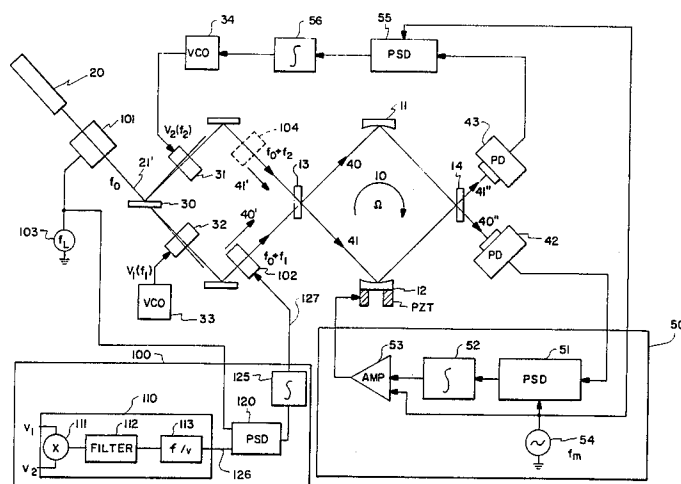 34
56
55
VCO
∫
PSD
20
101
V₂(f₂)
31
104
f₀+f₂
41'
11
43
PD
21'
f₀
13
40
14
41"
30
10
Ω
40"
32
40'
41
PD
42
103
f_L
V₁(f₁)
f₀+f₁
102
12
VCO
33
127
PZT
50
100
53
52
51
125
∫
AMP
∫
PSD
110
120
111
112
113
V₁
X
FILTER
f/v
PSD
V₂
126
54
f_m